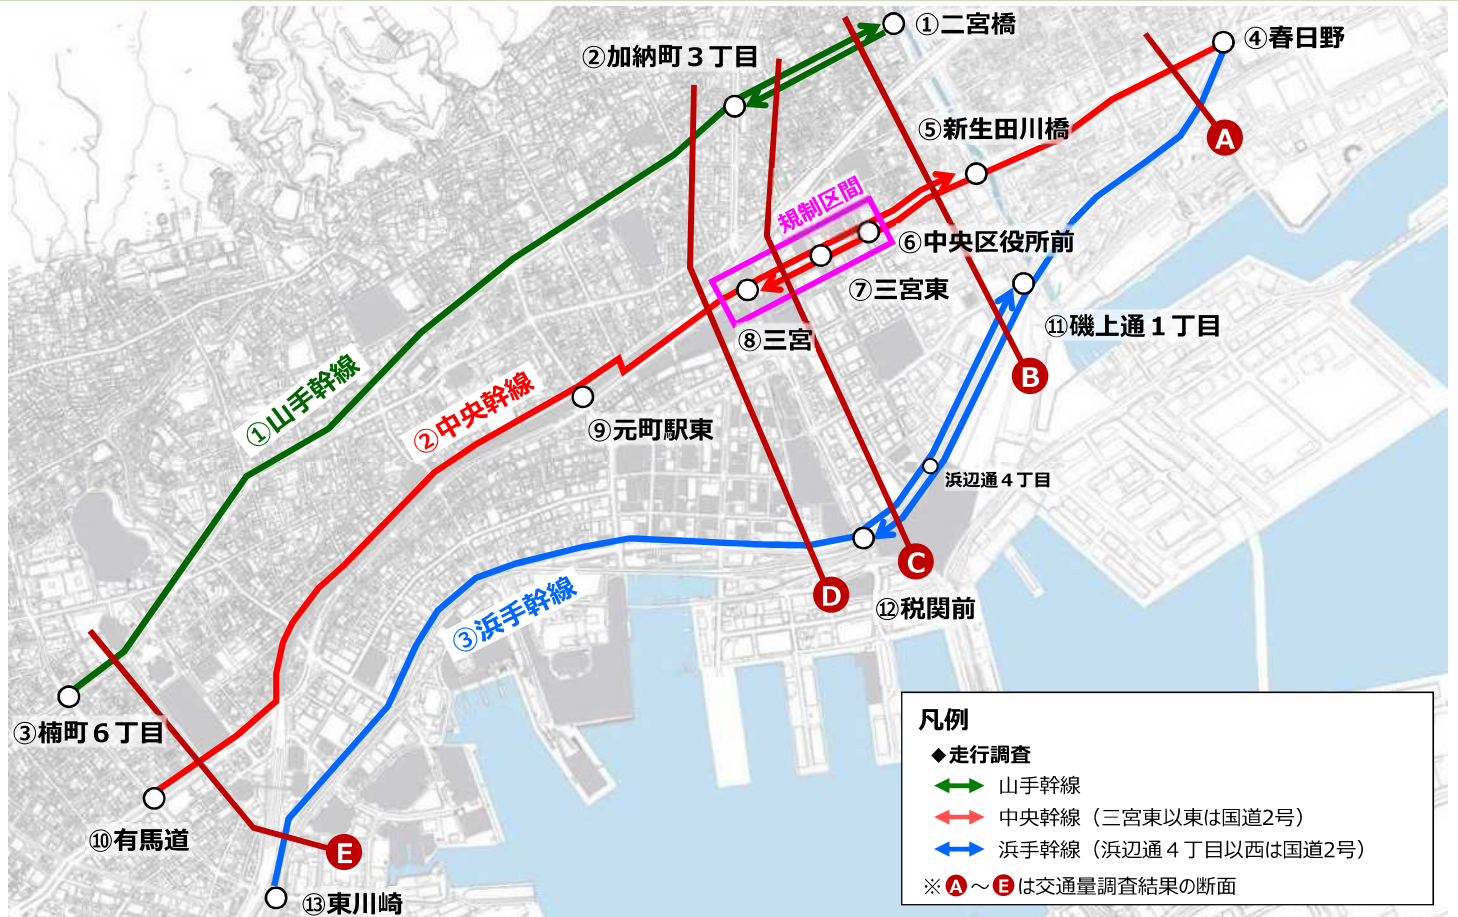 ①二宮橋
④春日野
②加納町３丁目
A
⑤新生田川橋
規制区間
⑥中央区役所前
⑦三宮東
⑧三宮
⑪磯上通１丁目
B
①山手幹線
②中央幹線
⑨元町駅東
浜辺通４丁目
C
D
⑫税関前
③浜手幹線
③楠町６丁目
⑩有馬道
E
⑬東川崎
凡例
◆走行調査
山手幹線
中央幹線（三宮東以東は国道2号）
浜手幹線（浜辺通４丁目以西は国道2号）
※A～Eは交通量調査結果の断面